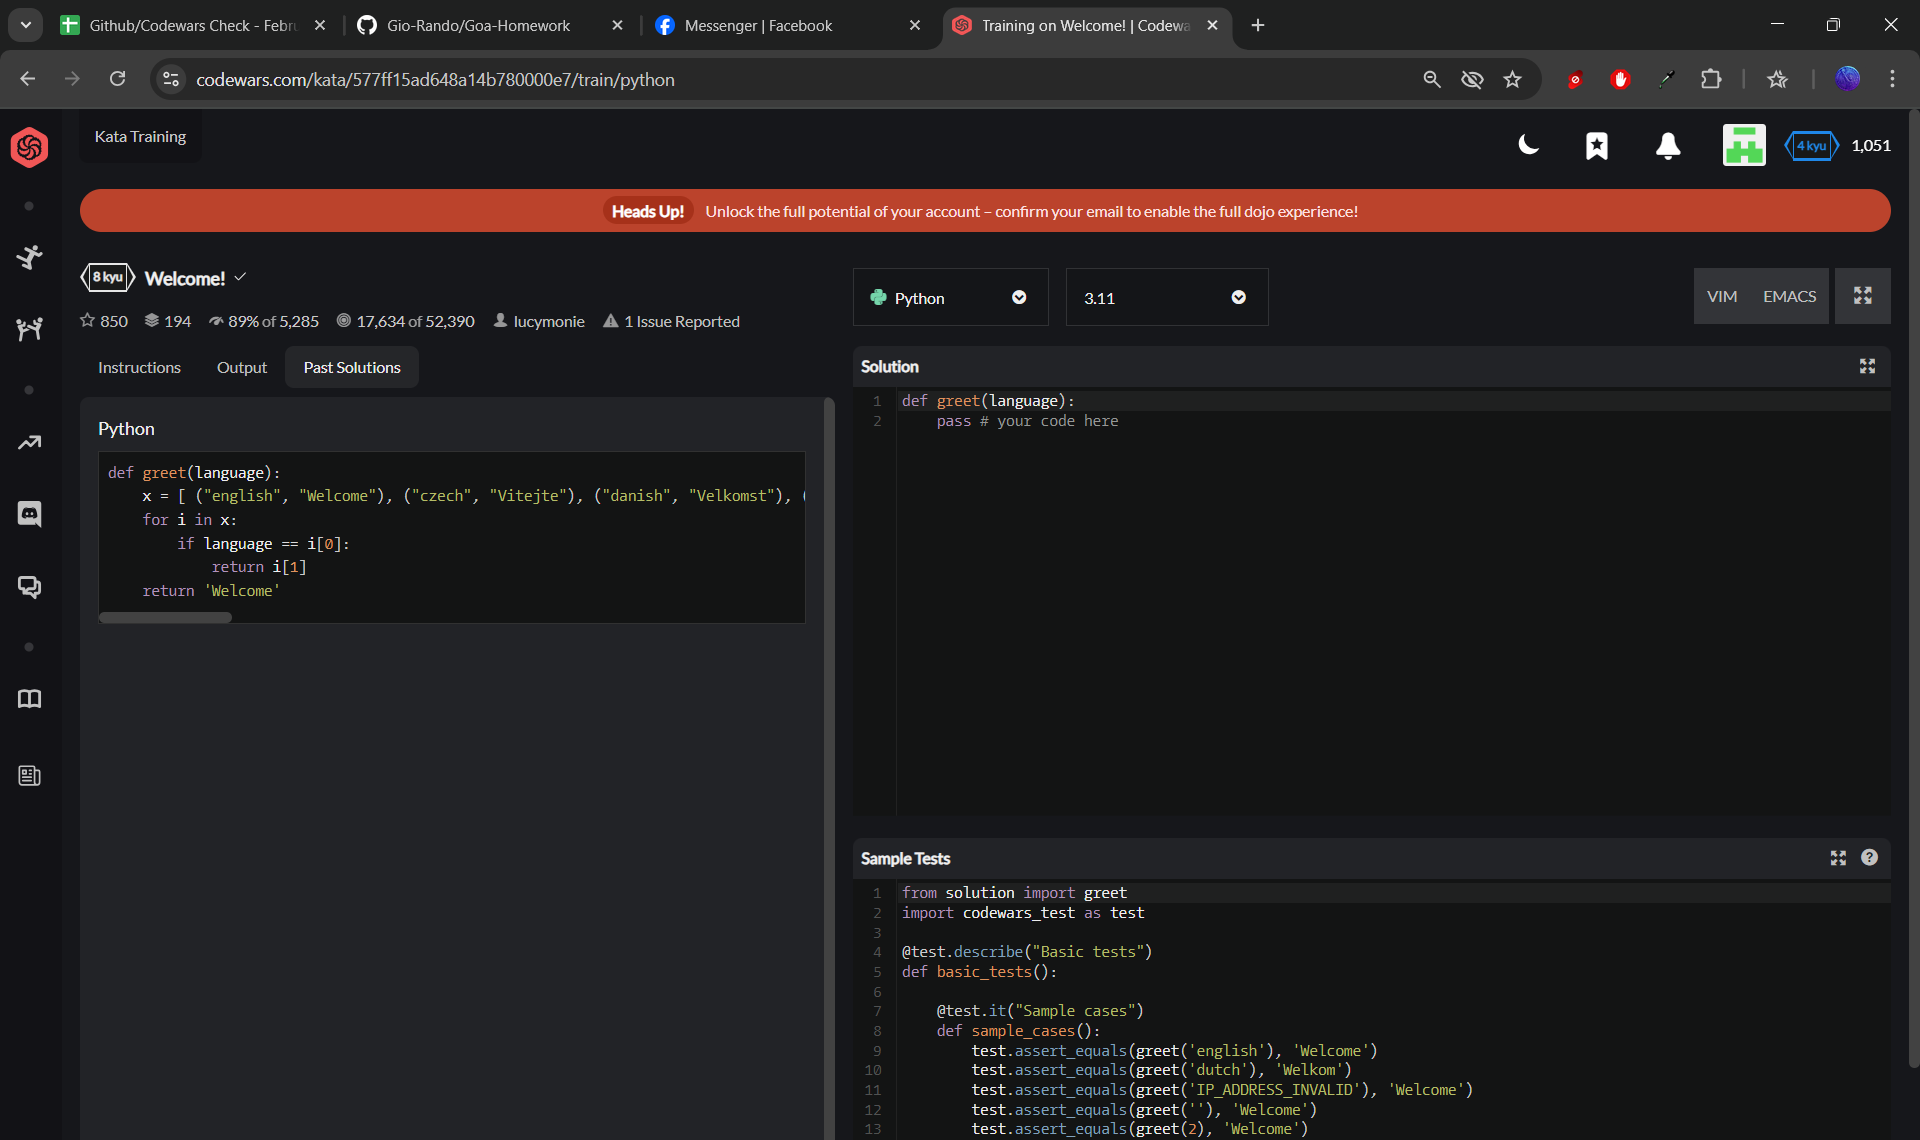 Github/Codewars Check - Febru
Gio-Rando/Goa-Homework
Messenger | Facebook
Training on Welcome! | Codewa
codewars.com/kata/577ff15ad648a14b780000e7/train/python
Kata Training
4 kyu
1,051
Heads Up! Unlock the full potential of your account – confirm your email to enable the full dojo experience!
8 kyu
Welcome!
850
194
89% of 5,285
17,634 of 52,390
lucymonie
1 Issue Reported
Instructions
Output
Past Solutions
Python
def greet(language):
x = [ ("english", "Welcome"), ("czech", "Vitejte"), ("danish", "Velkomst"), (
for i in x:
if language == i[0]:
return i[1]
return 'Welcome'
Python
3.11
VIM
EMACS
Solution
1 def greet(language):
2 pass # your code here
Sample Tests
1 from solution import greet
2 import codewars_test as test
3
4 @test.describe("Basic tests")
5 def basic_tests():
6
7 @test.it("Sample cases")
8 def sample_cases():
9 test.assert_equals(greet('english'), 'Welcome')
10 test.assert_equals(greet('dutch'), 'Welkom')
11 test.assert_equals(greet('IP_ADDRESS_INVALID'), 'Welcome')
12 test.assert_equals(greet(''), 'Welcome')
13 test.assert_equals(greet(2), 'Welcome')